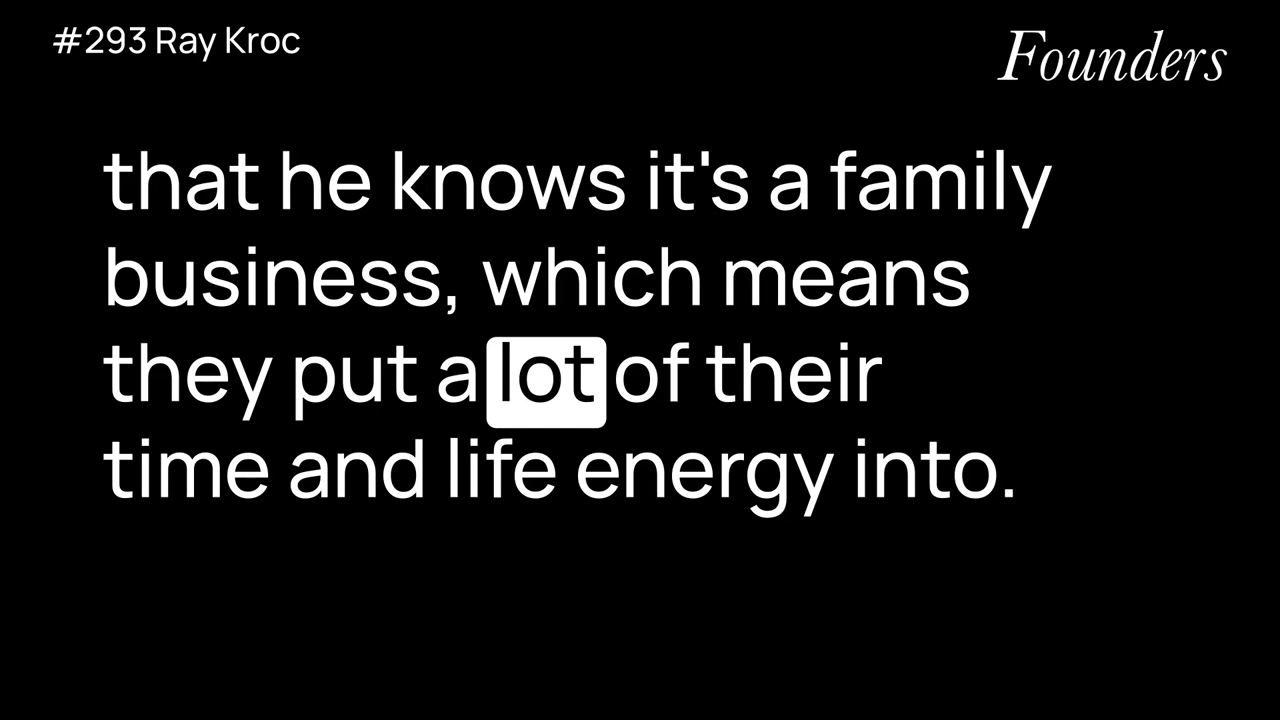 #293 Ray Kroc
Founders
that he knows it's a family
business, which means
they put a lot of their
time and life energy into.